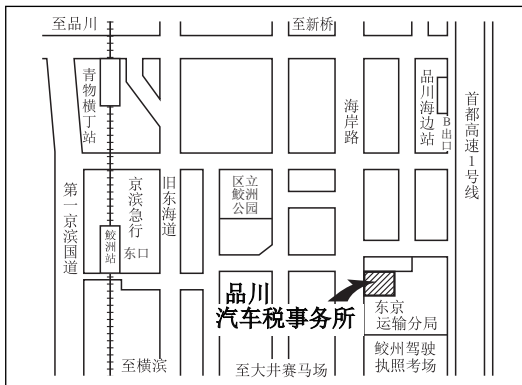 至品川
至新桥
青物横丁站
海岸路
品川海边站
B出口
首都高速1号线
第一京滨国道
京滨急行
旧东海道
区立
鲛洲
公园
鲛洲站
东口
品川
汽车税事务所
东京
运输分局
鲛州驾驶
执照考场
至横滨
至大井赛马场